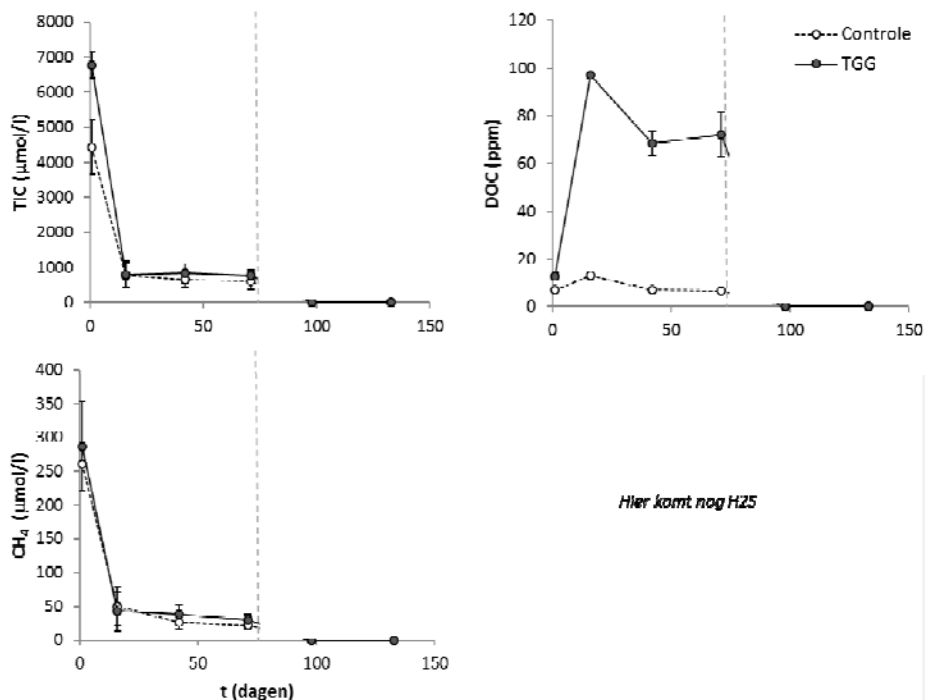 8000
7000
6000
5000
4000
3000
2000
1000
0
TIC (µmol/l)
0 50 100 150
120
100
80
60
40
20
0
DOC (ppm)
0 50 100 150
Controle
TGG
400
350
300
250
200
150
100
50
0
CH₄ (µmol/l)
0 50 100 150
t (dagen)
Hier komt nog H2S